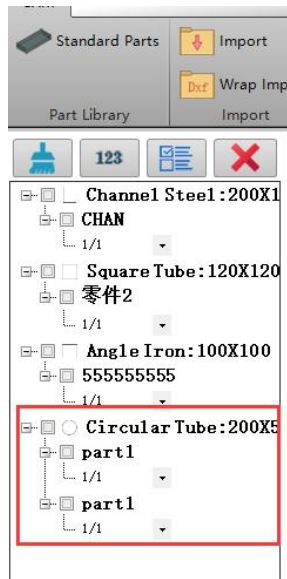 Standard Parts
Import
Dxf
Wrap Imp
Part Library
Import
123
Channel Steel:200X1
CHAN
1/1
Square Tube:120X120
零件2
1/1
Angle Iron:100X100
555555555
1/1
Circular Tube:200X5
part1
1/1
part1
1/1